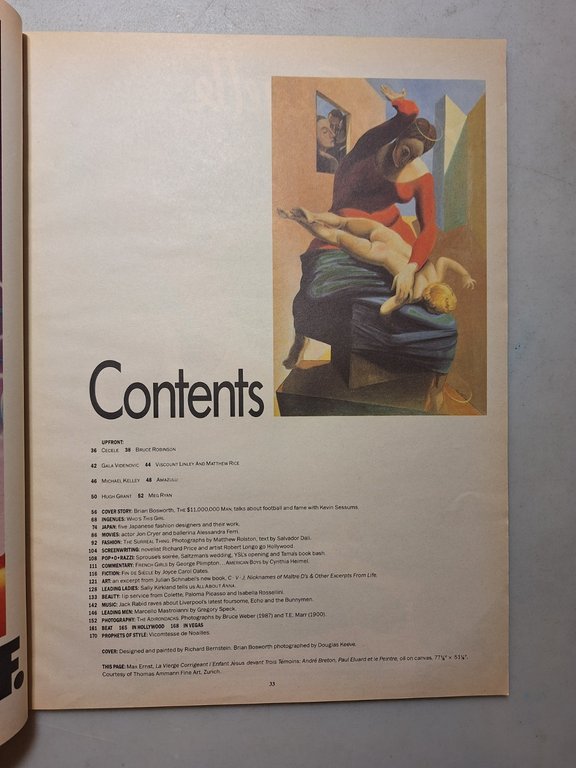 Contents
UPFRONT:
36 CECELE 38 BRUCE ROBINSON
42 GALA VIDENOVIC 44 VISCOUNT LINLEY AND MATTHEW RICE
46 MICHAEL KELLEY 48 AMAZULU
50 HUGH GRANT 52 MEG RYAN
56 COVER STORY: Brian Bosworth, THE $11,000,000 MAN, talks about football and fame with Kevin Sessums.
68 INGENUES: WHO'S THIS GIRL.
74 JAPAN: five Japanese fashion designers and their work.
86 MOVIES: actor Jon Cryer and ballerina Alessandra Ferri.
92 FASHION: THE SURREAL THING. Photographs by Matthew Rolston, text by Salvador Dali.
104 SCREENWRITING: novelist Richard Price and artist Robert Longo go Hollywood.
108 POP•O•RAZZI: Sprouse's soirée, Saltzman's wedding, YSL's opening and Tama's book bash.
111 COMMENTARY: FRENCH GIRLS by George Plimpton... AMERICAN BOYS by Cynthia Heimel.
116 FICTION: FIN DE SIÈCLE by Joyce Carol Oates.
121 ART: an excerpt from Julian Schnabel's new book, C·V·J, Nicknames of Maître D's & Other Excerpts From Life.
128 LEADING LADIES: Sally Kirkland tells us ALL ABOUT ANNA.
133 BEAUTY: lip service from Colette, Paloma Picasso and Isabella Rossellini.
142 MUSIC: Jack Rabid raves about Liverpool's latest foursome, Echo and the Bunnymen.
146 LEADING MEN: Marcello Mastroianni by Gregory Speck.
152 PHOTOGRAPHY: THE ADIRONDACKS. Photographs by Bruce Weber (1987) and T.E. Marr (1900).
161 BEAT 165 IN HOLLYWOOD 168 IN VEGAS
170 PROPHETS OF STYLE: Vicomtesse de Noailles.
COVER: Designed and painted by Richard Bernstein. Brian Bosworth photographed by Douglas Keeve.
THIS PAGE: Max Ernst, La Vierge Corrigeant l'Enfant Jesus devant trois Temoins: André Breton, Paul Eluard et le Peintre, oil on canvas,
Courtesy of Thomas Ammann Fine Art, Zurich.
33
F.